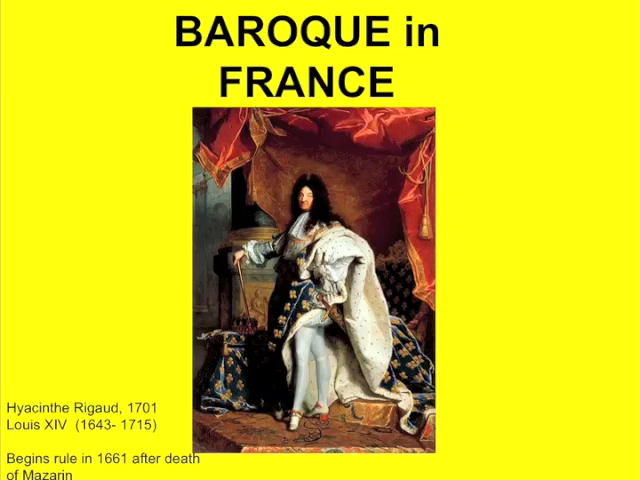 BAROQUE in
FRANCE
Hyacinthe Rigaud, 1701
Louis XIV (1643- 1715)
Begins rule in 1661 after death
of Mazarin